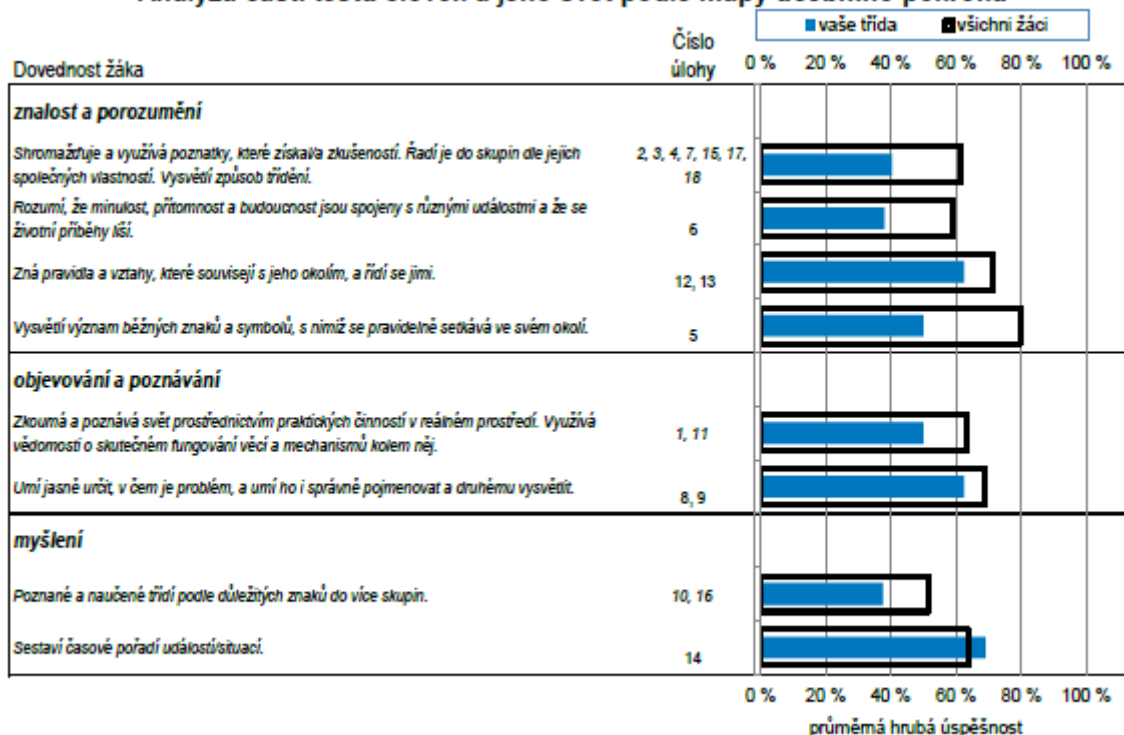 vaše třída všichni žáci
Dovednost žáka
Číslo
úlohy
0 % 20 % 40 % 60 % 80 % 100 %
znalost a porozumění
Shromažďuje a využívá poznatky, které získal/a zkušeností. Řadí je do skupin dle jejich
společných vlastností. Vysvětlí způsob třídění.
2, 3, 4, 7, 15, 17,
18
Rozumí, že minulost, přítomnost a budoucnost jsou spojeny s různými událostmi a že se
životní příběhy liší.
6
Zná pravidla a vztahy, které souvisejí s jeho okolím, a řídí se jimi.
12, 13
Vysvětlí význam běžných znaků a symbolů, s nimiž se pravidelně setkává ve svém okolí.
5
objevování a poznávání
Zkoumá a poznává svět prostřednictvím praktických činností v reálném prostředí. Využívá
vědomosti o skutečném fungování věcí a mechanismů kolem něj.
1, 11
Umí jasně určit, v čem je problém, a umí ho i správně pojmenovat a druhému vysvětlit.
8, 9
myšlení
Poznané a naučené třídí podle důležitých znaků do více skupin.
10, 16
Sestaví časové pořadí událostí/situací.
14
0 % 20 % 40 % 60 % 80 % 100 %
průměrná hrubá úspěšnost